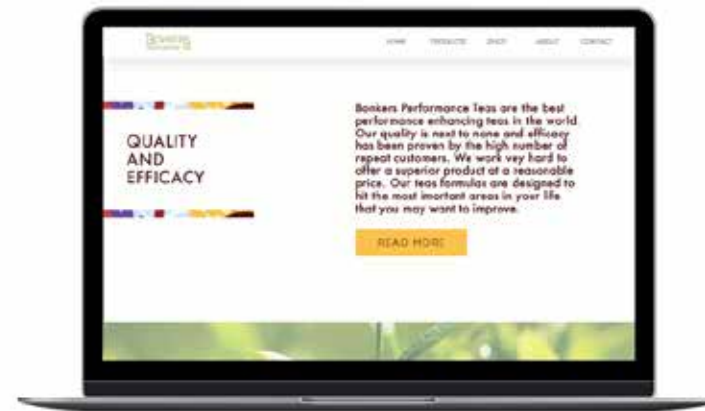 Bonkers
HOME PRODUCTS SHOP ABOUT CONTACT
QUALITY
AND
EFFICACY
Bonkers Performance Teas are the best
performance enhancing teas in the world
Our quality is next to none and efficacy
has been proven by the high number of
repeat customers. We work vey hard to
offer a superior product at a reasonable
price. Our teas formulas are designed to
hit the most imortant areas in your life
that you may want to improve.
READ MORE